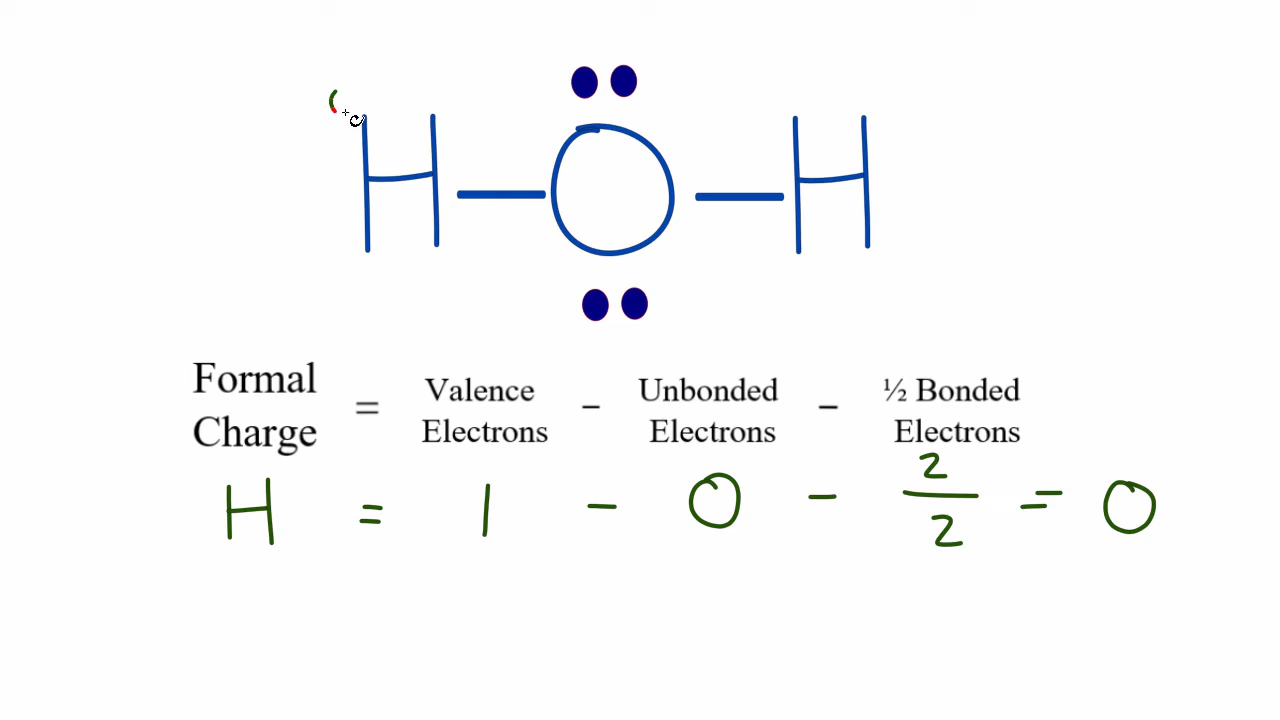 H — O — H
Formal Charge = Valence Electrons – Unbonded Electrons – ½ Bonded Electrons
H = 1 – 0 – 2/2 = 0